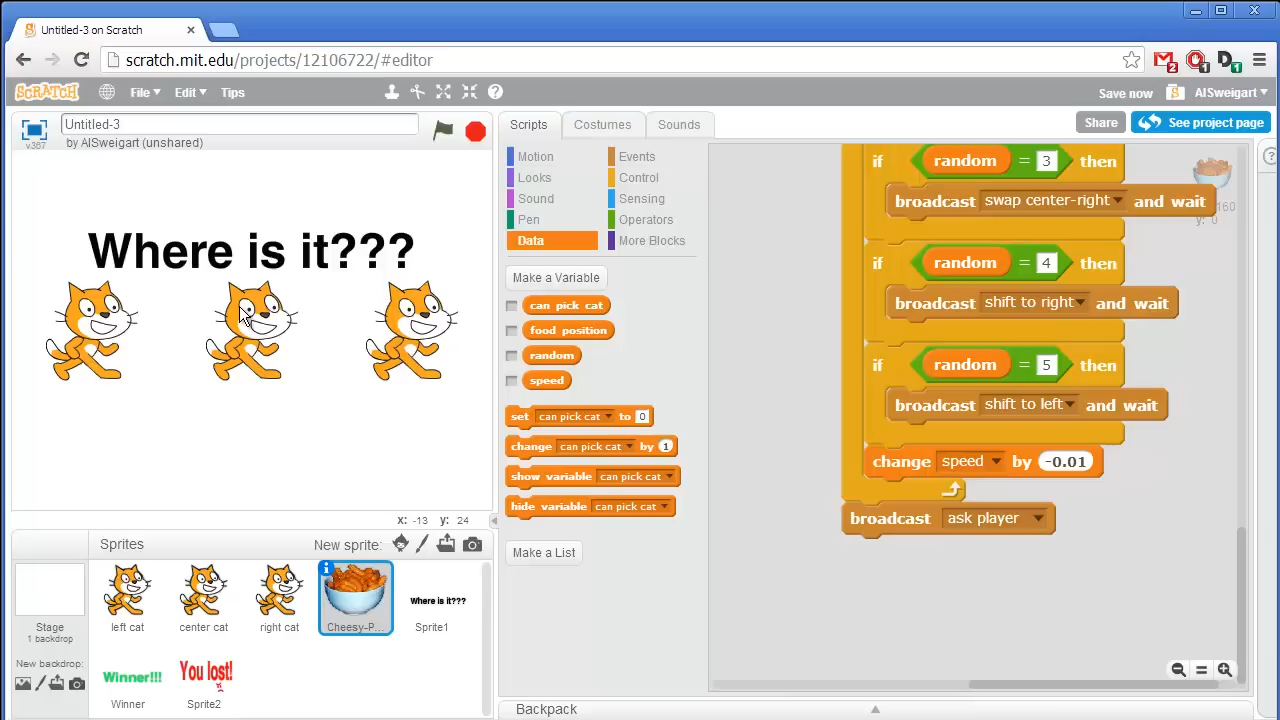 Untitled-3 on Scratch
scratch.mit.edu/projects/12106722/#editor
2 1 1
SCRATCH File Edit Tips Save now AlSweigart
v387 Untitled-3
by AlSweigart (unshared)
Scripts Costumes Sounds Share See project page
Motion Events
Looks Control
Sound Sensing
Pen Operators
Data More Blocks
Make a Variable
can pick cat
food position
random
speed
set can pick cat to 0
change can pick cat by 1
show variable can pick cat
hide variable can pick cat
Make a List
if random = 3 then
broadcast swap center-right and wait
if random = 4 then
broadcast shift to right and wait
if random = 5 then
broadcast shift to left and wait
change speed by -0.01
broadcast ask player
Where is it???
x: -13 y: 24
Sprites New sprite:
Stage
1 backdrop
New backdrop:
left cat
center cat
right cat
Cheesy-P...
Where is it???
Sprite1
Winner!!!
Winner
You lost!
Sprite2
Backpack